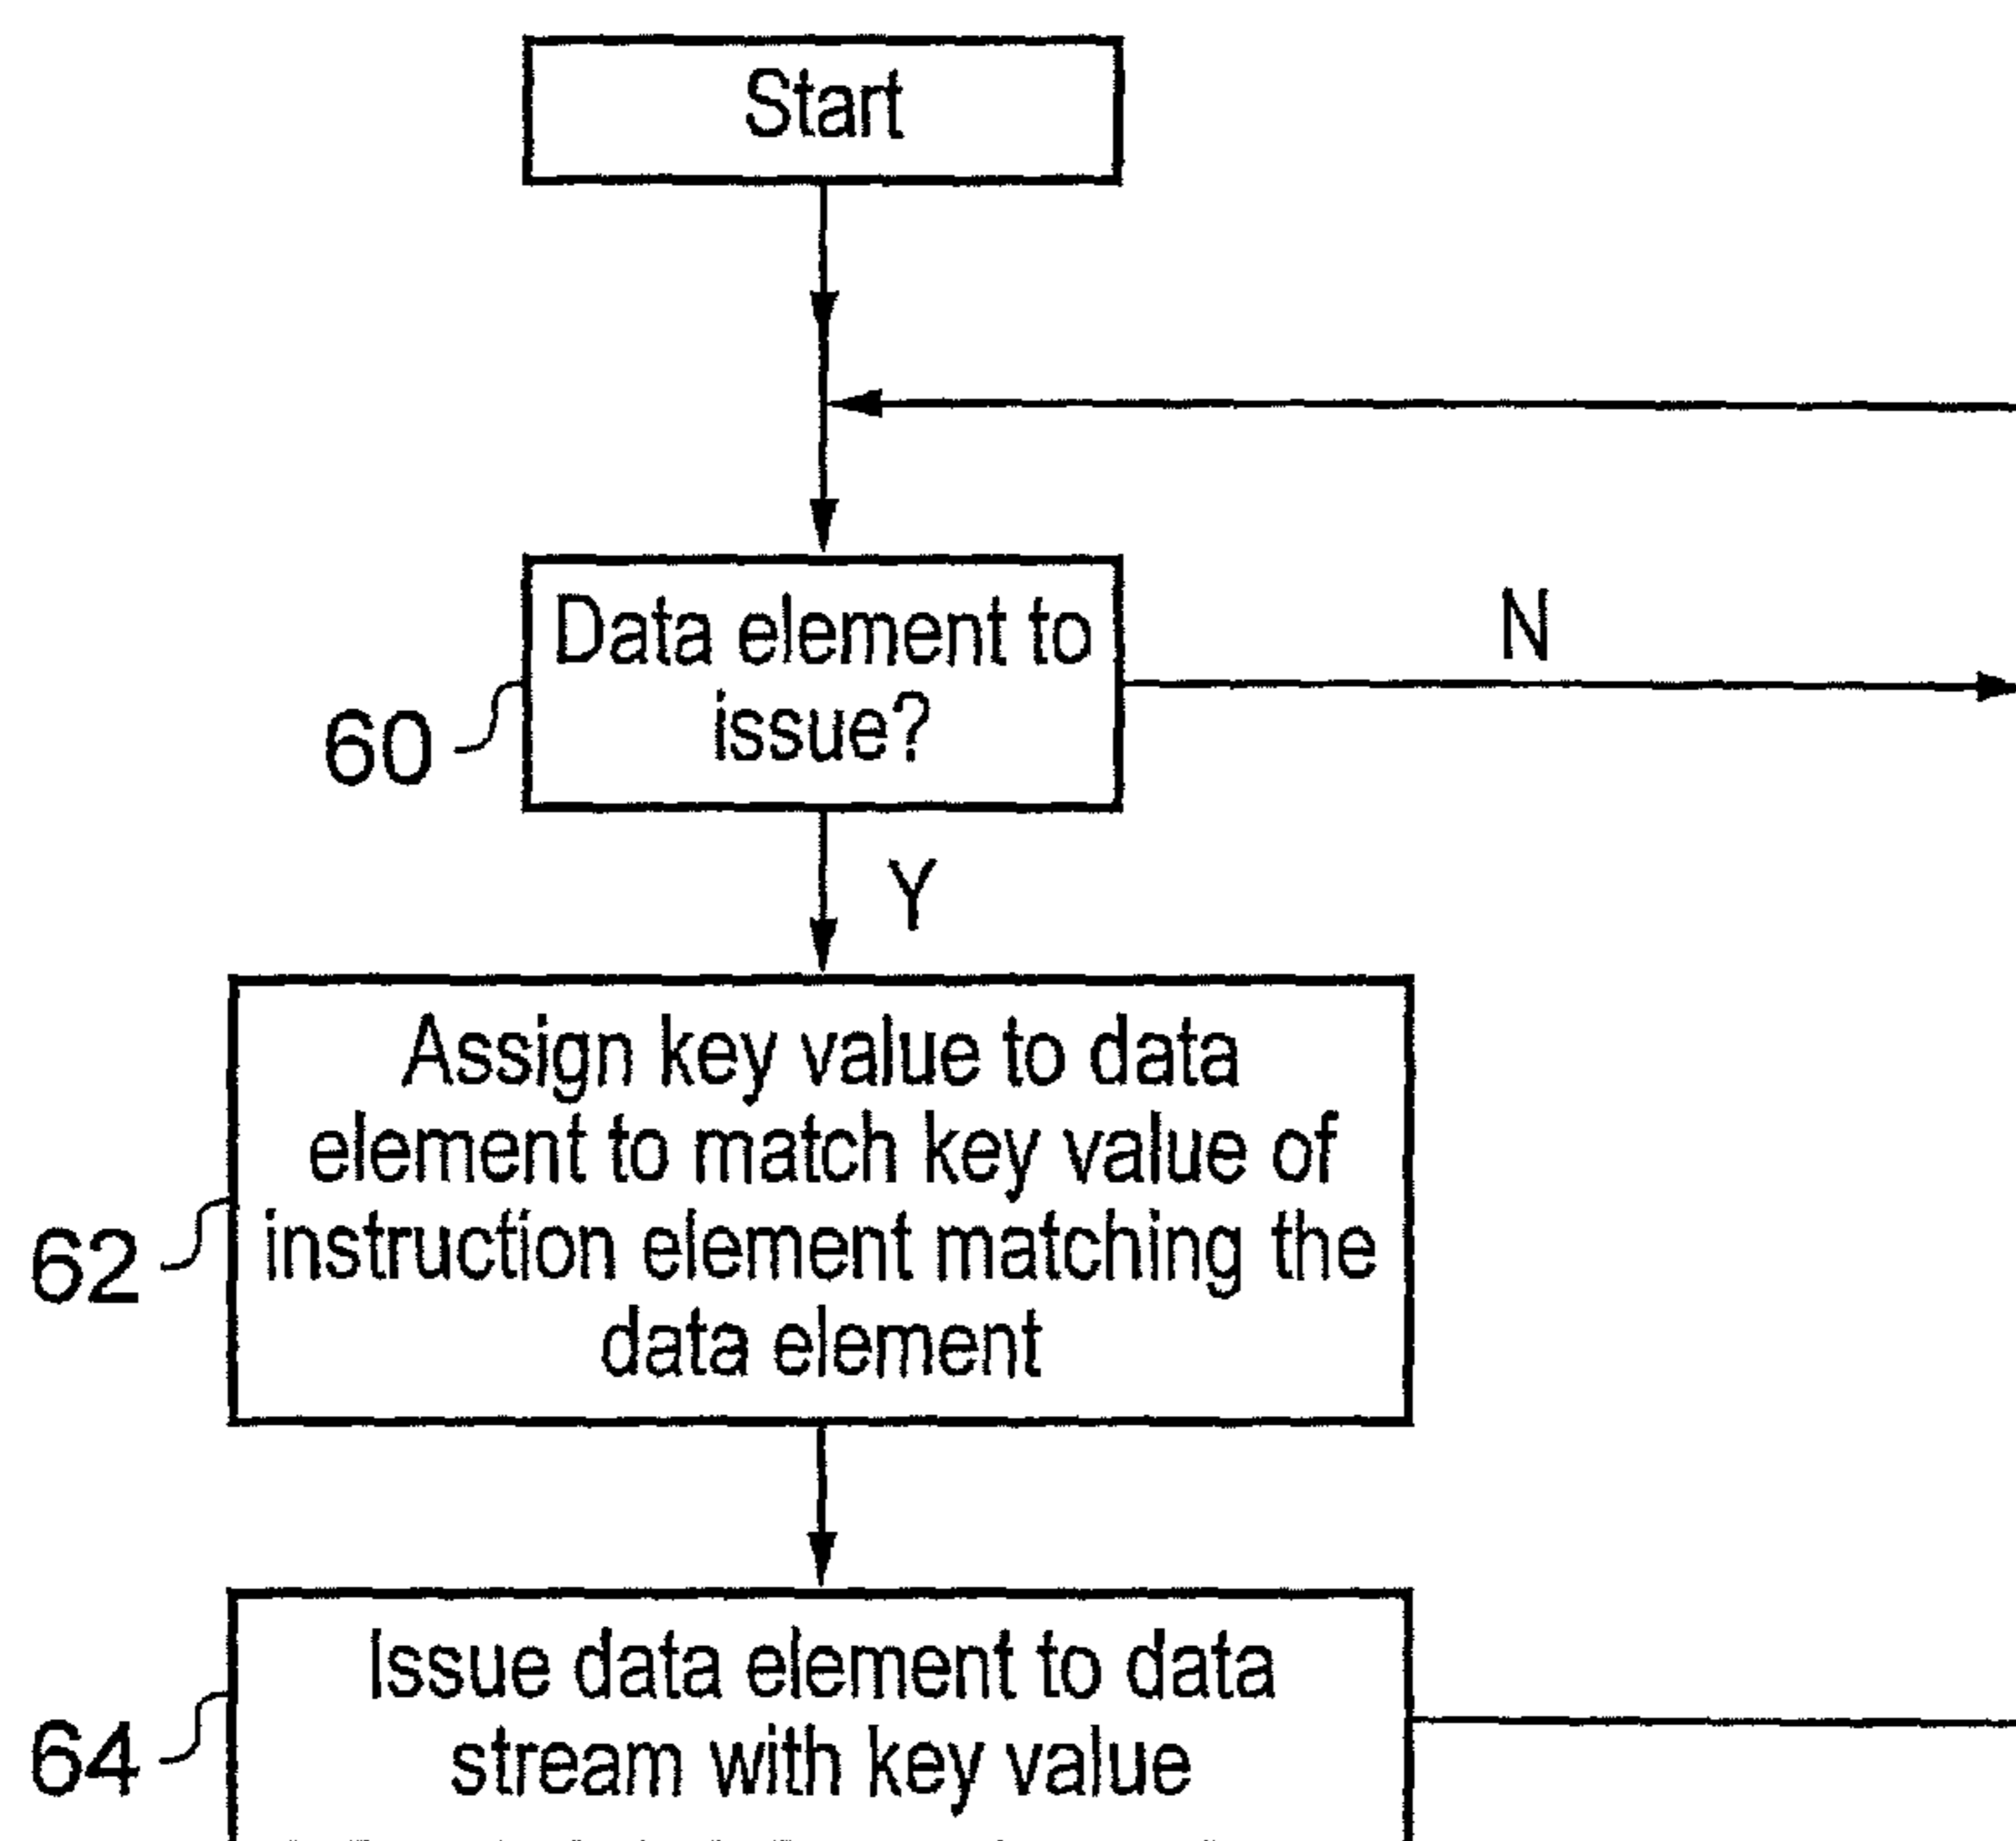 Start
Data element to
issue?
N
60
Y
Assign key value to data
element to match key value of
instruction element matching the
data element
62
Issue data element to data
stream with key value
64